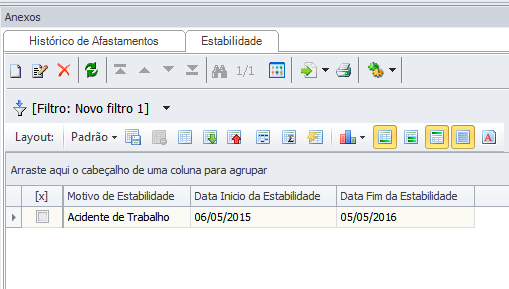 Anexos
Histórico de Afastamentos Estabilidade
1/1
[Filtro: Novo filtro 1]
Layout: Padrão Σ A
Arraste aqui o cabeçalho de uma coluna para agrupar
[x] Motivo de Estabilidade Data Inicio da Estabilidade Data Fim da Estabilidade
Acidente de Trabalho 06/05/2015 05/05/2016